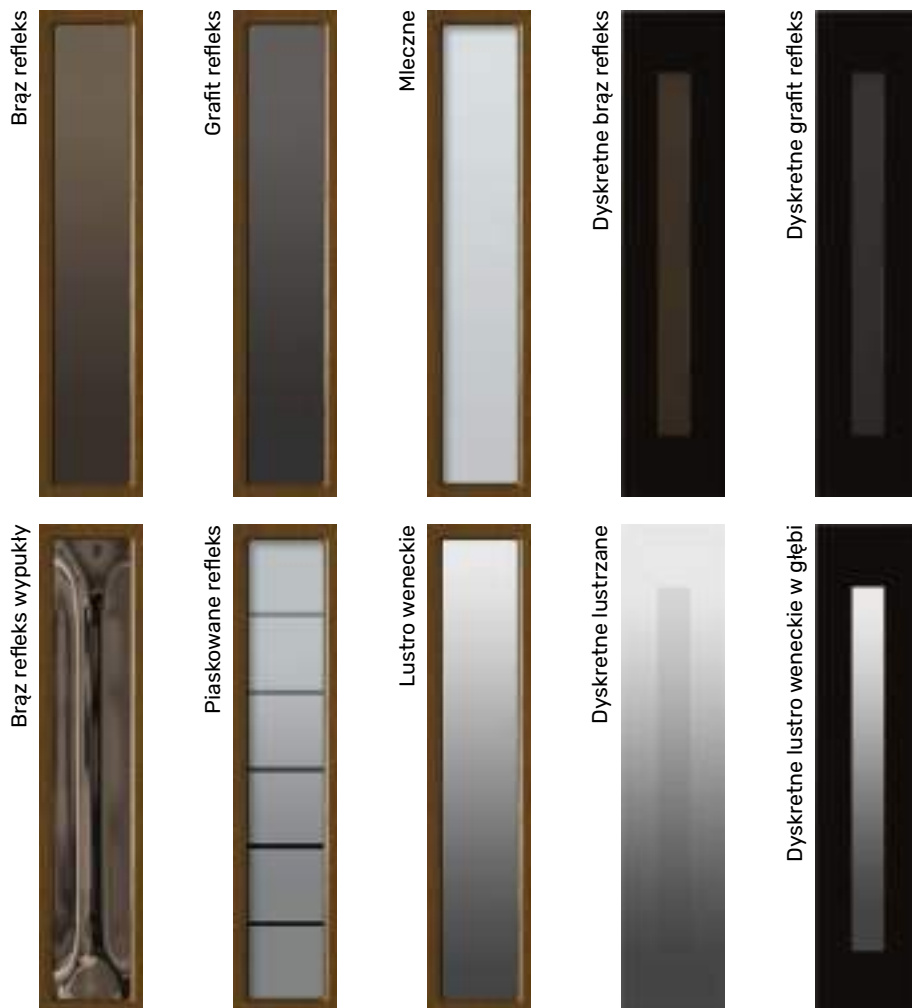 Brąz refleks
Grafit refleks
Mleczne
Dyskretne brąz refleks
Dyskretne grafit refleks
Brąz refleks wypukły
Piaskowane refleks
Lustro weneckie
Dyskretne lustrzane
Dyskretne lustro weneckie w głębi